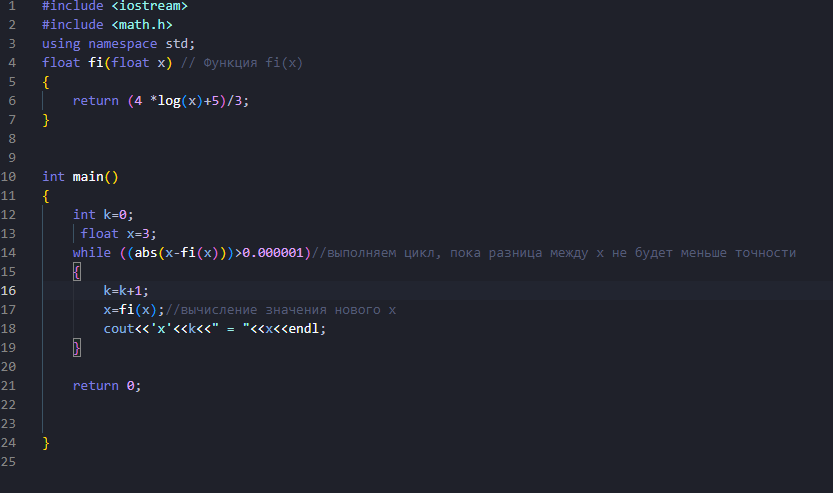 1 #include <iostream>
2 #include <math.h>
3 using namespace std;
4 float fi(float x) // Функция fi(x)
5 {
6 return (4 *log(x)+5)/3;
7 }
8
9
10 int main()
11 {
12 int k=0;
13 float x=3;
14 while ((abs(x-fi(x)))>0.000001)//выполняем цикл, пока разница между x не будет меньше точности
15 {
16 k=k+1;
17 x=fi(x);//вычисление значения нового x
18 cout<<'x'<<k<<" = "<<x<<endl;
19 }
20
21 return 0;
22
23
24 }
25